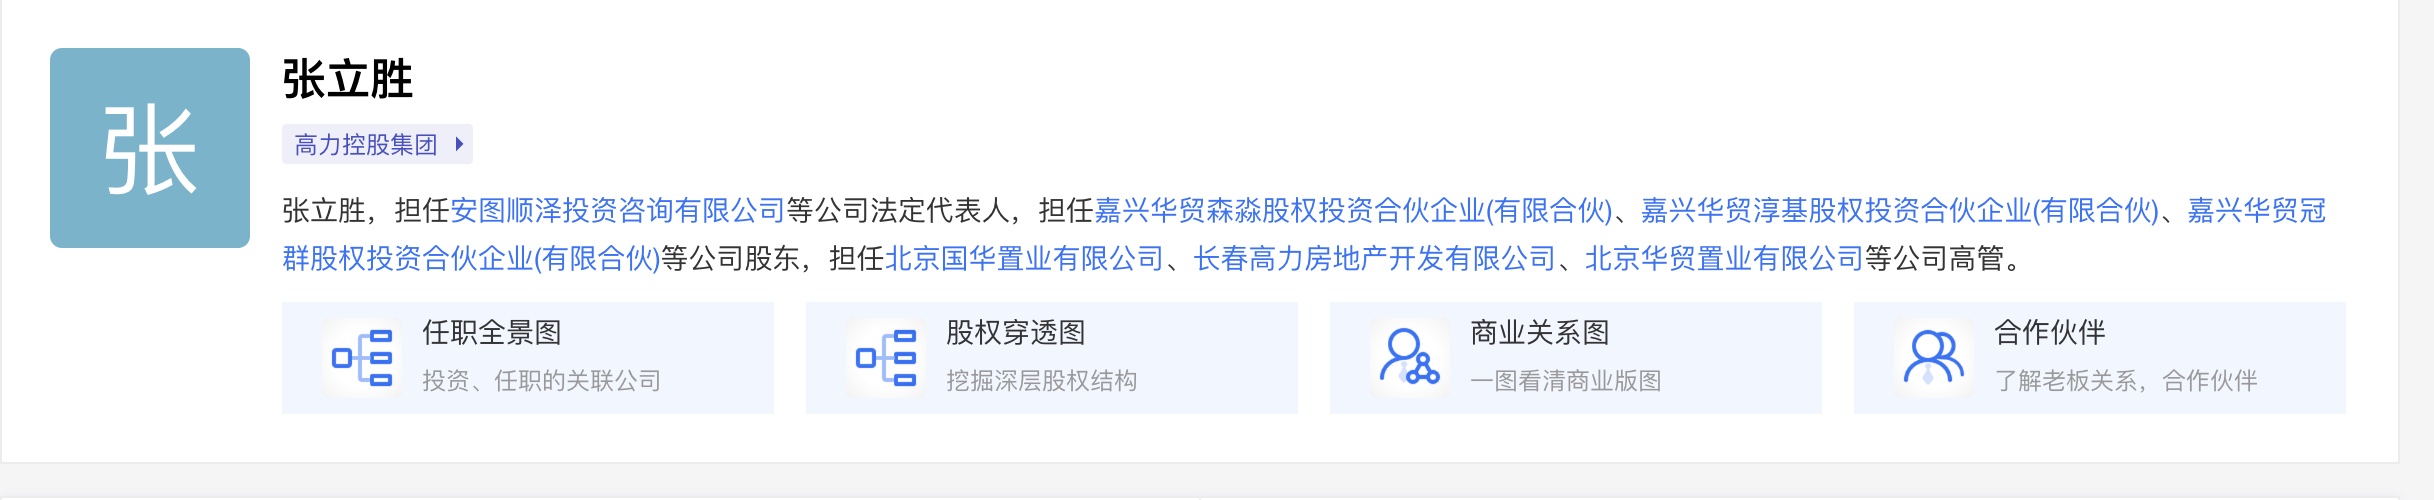 张
张立胜
高力控股集团
张立胜，担任安图顺泽投资咨询有限公司等公司法定代表人，担任嘉兴华贸森淼股权投资合伙企业(有限合伙)、嘉兴华贸淳基股权投资合伙企业(有限合伙)、嘉兴华贸冠
群股权投资合伙企业(有限合伙)等公司股东，担任北京国华置业有限公司、长春高力房地产开发有限公司、北京华贸置业有限公司等公司高管。
任职全景图
投资、任职的关联公司
股权穿透图
挖掘深层股权结构
商业关系图
一图看清商业版图
合作伙伴
了解老板关系，合作伙伴